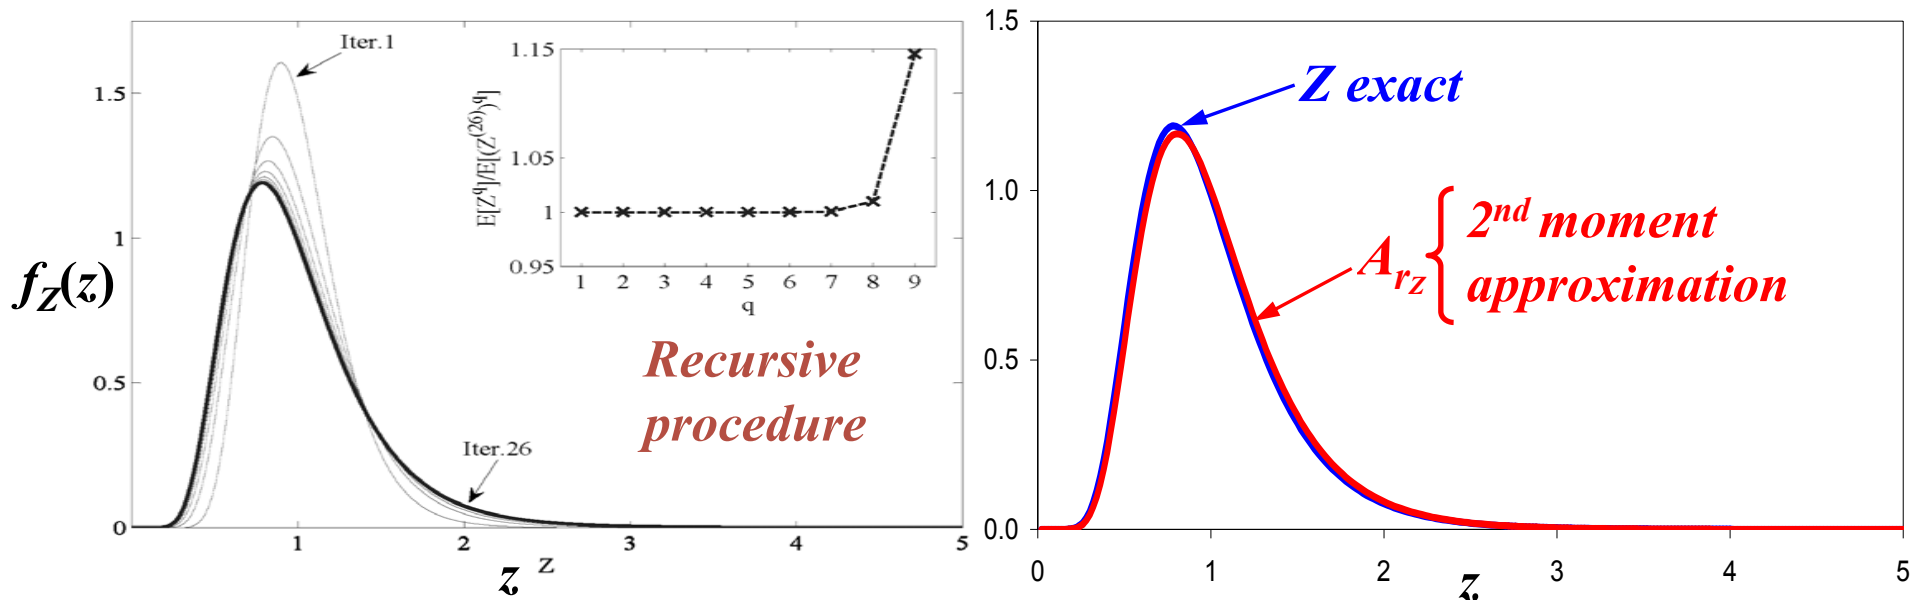 Iter.1
1.5
1
0.5
0
f_Z(z)
1.15
1.05
1
0.95
E[Z^q]/E[(Z^(26))^q]
1 2 3 4 5 6 7 8 9
q
Recursive
procedure
Iter.26
1 2 3 4 5
z
z
1.5
1.0
0.5
0.0
Z exact
A_rZ
2nd moment
approximation
0 1 2 3 4 5
z